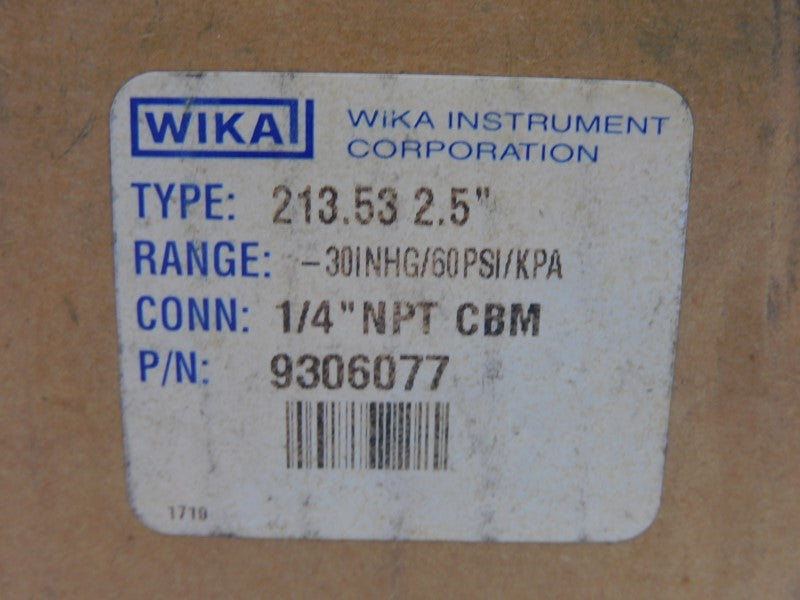 WIKA
WIKA INSTRUMENT
CORPORATION
TYPE: 213.53 2.5"
RANGE: -30INHG/60PSI/KPA
CONN: 1/4" NPT CBM
P/N: 9306077
1710